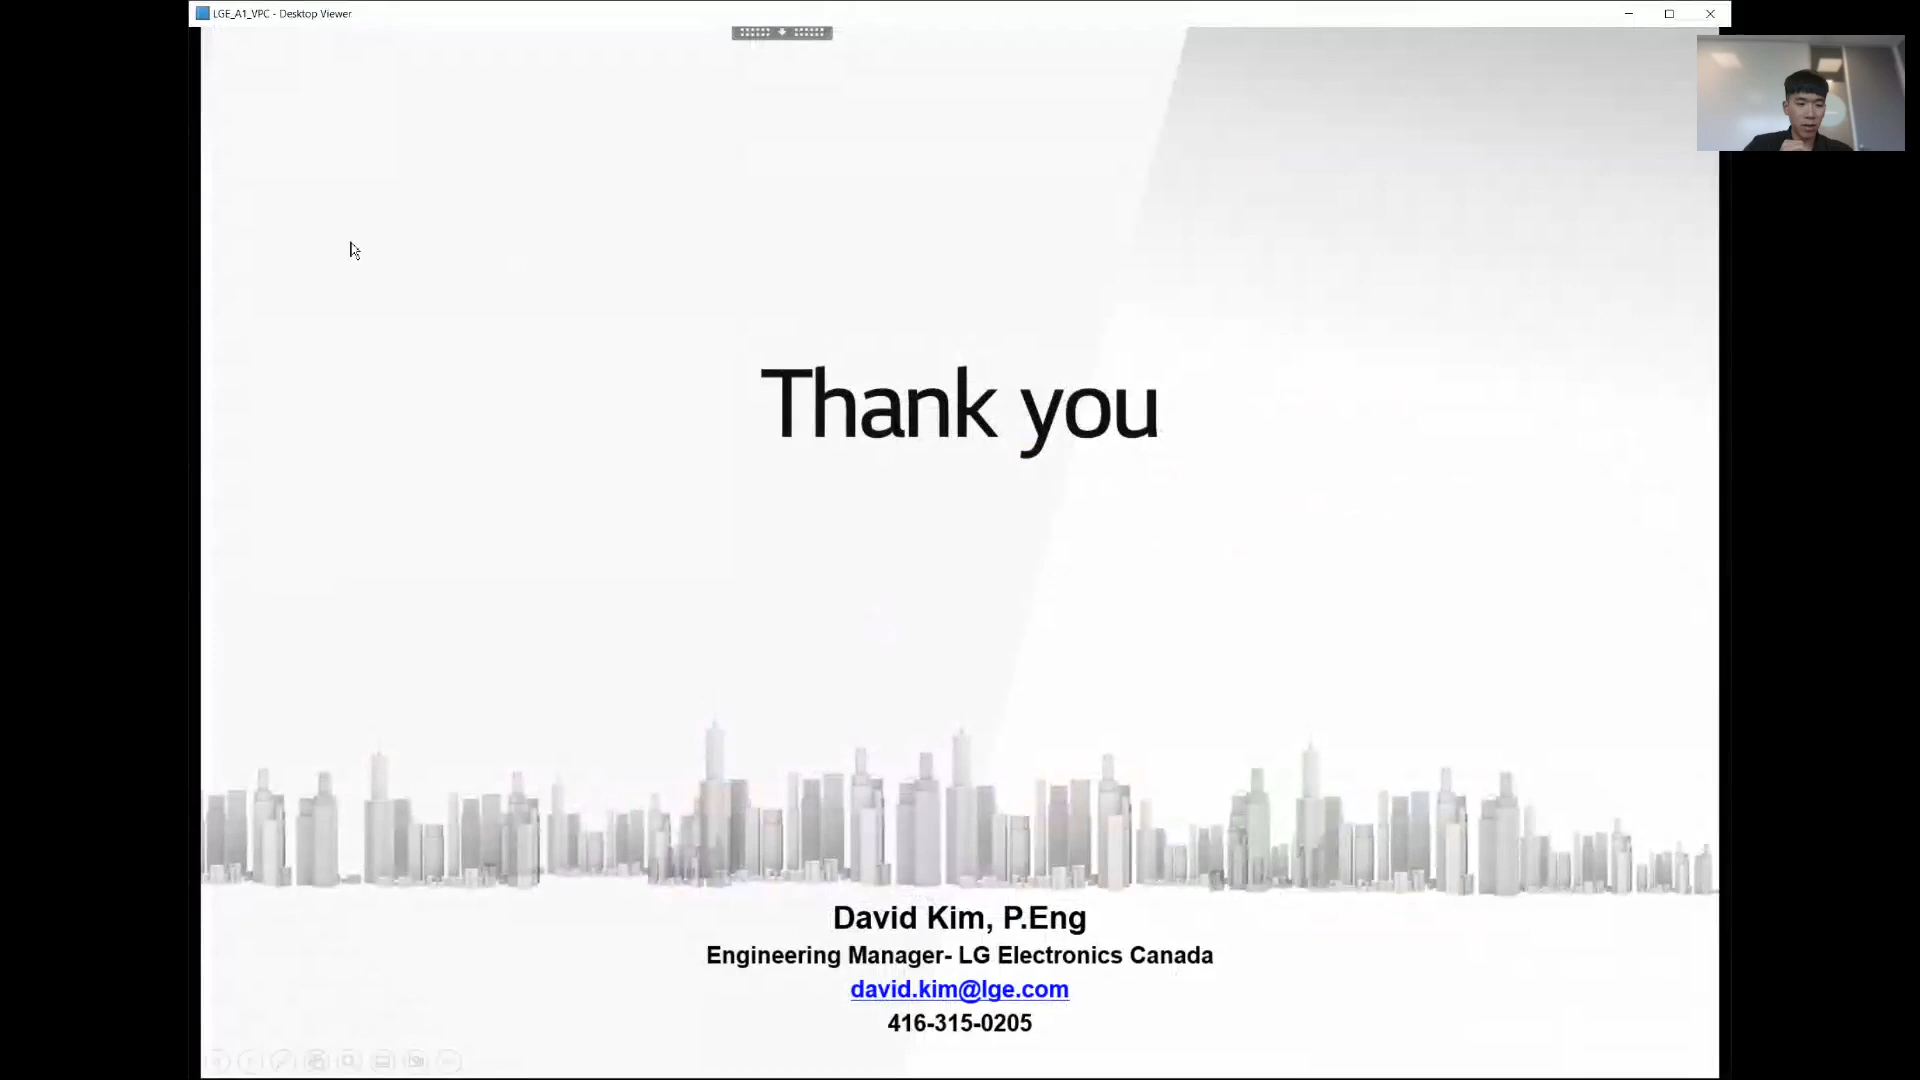 LGE_A1_VPC - Desktop Viewer
Thank you
David Kim, P.Eng
Engineering Manager- LG Electronics Canada
david.kim@lge.com
416-315-0205